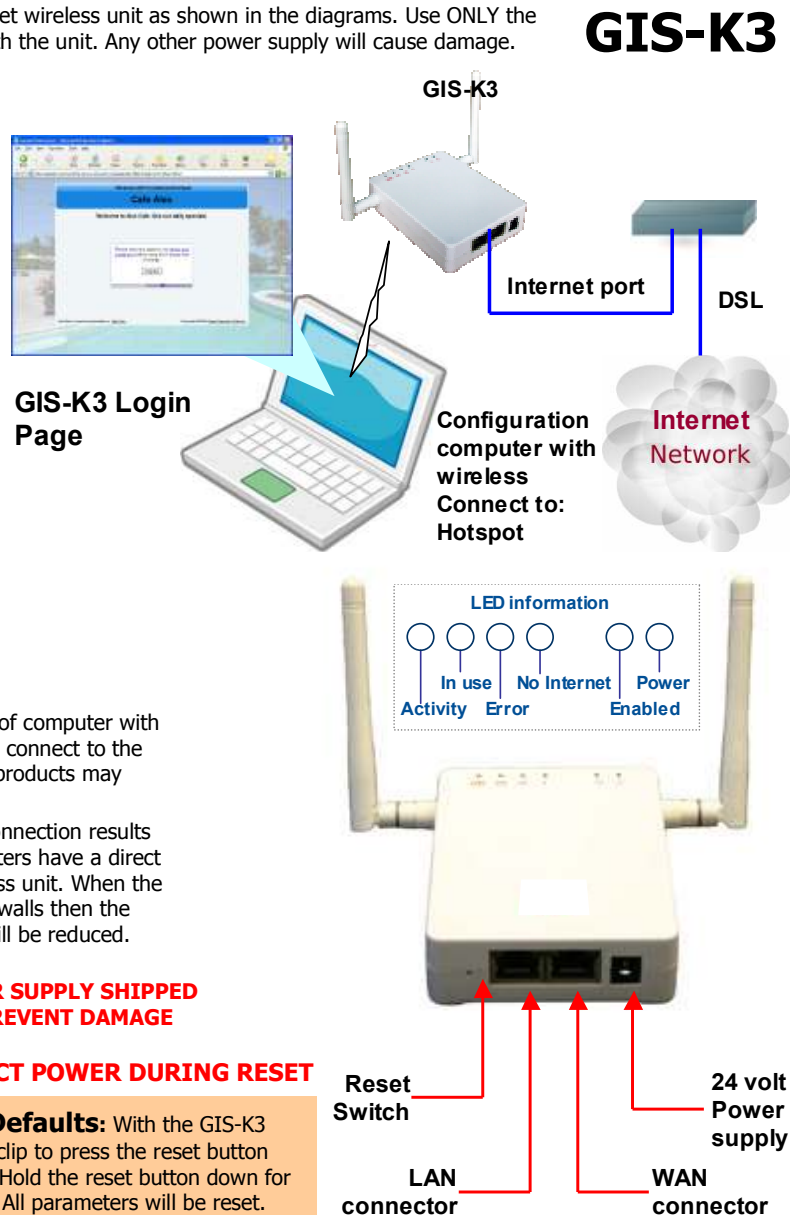 et wireless unit as shown in the diagrams. Use ONLY the
h the unit. Any other power supply will cause damage.
GIS-K3
GIS-K3
Cafe Alex
Internet port
DSL
GIS-K3 Login
Page
Configuration
computer with
wireless
Connect to:
Hotspot
Internet
Network
LED information
In use No Internet Power
Activity Error Enabled
of computer with
connect to the
products may
nnection results
ters have a direct
ss unit. When the
walls then the
ill be reduced.
R SUPPLY SHIPPED
REVENT DAMAGE
CT POWER DURING RESET
Defaults: With the GIS-K3
clip to press the reset button
Hold the reset button down for
All parameters will be reset.
Reset
Switch
LAN
connector
WAN
connector
24 volt
Power
supply